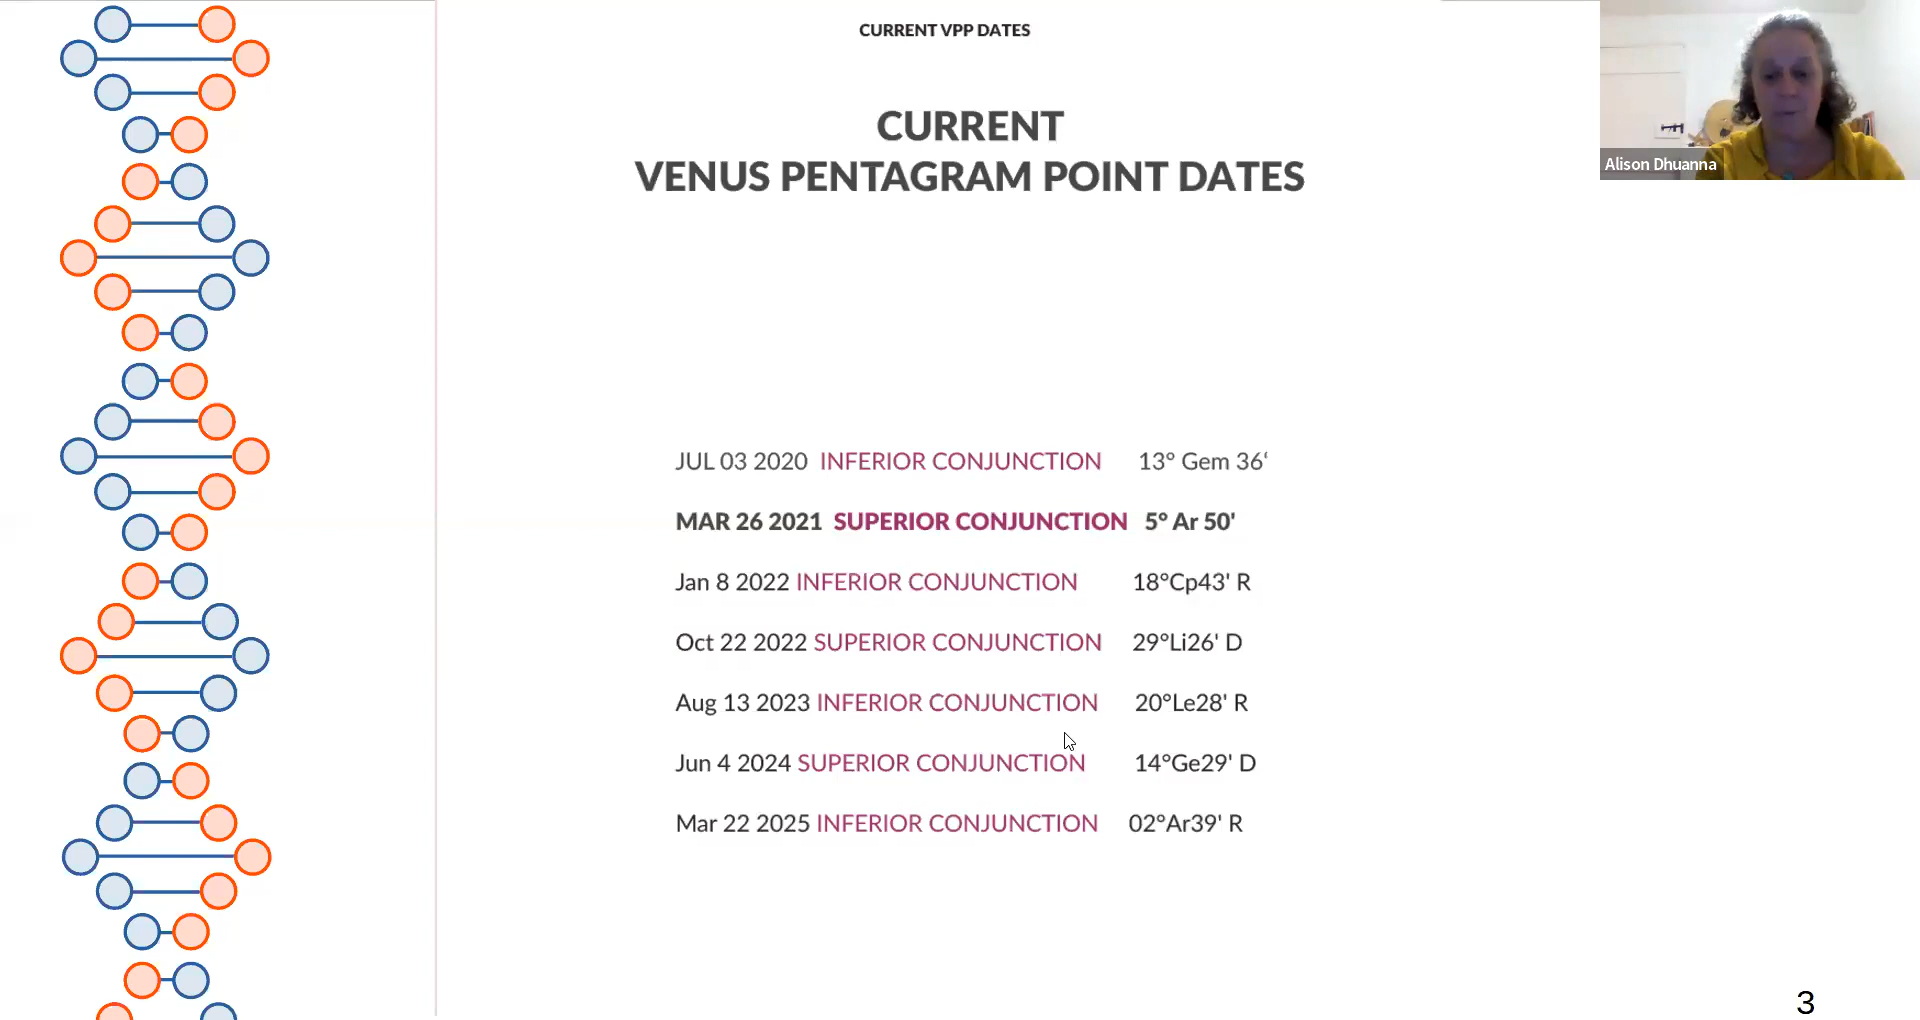 CURRENT VPP DATES
CURRENT
VENUS PENTAGRAM POINT DATES
Alison Dhuanna
JUL 03 2020 INFERIOR CONJUNCTION 13° Gem 36‘
MAR 26 2021 SUPERIOR CONJUNCTION 5° Ar 50'
Jan 8 2022 INFERIOR CONJUNCTION 18°Cp43' R
Oct 22 2022 SUPERIOR CONJUNCTION 29°Li26' D
Aug 13 2023 INFERIOR CONJUNCTION 20°Le28' R
Jun 4 2024 SUPERIOR CONJUNCTION 14°Ge29' D
Mar 22 2025 INFERIOR CONJUNCTION 02°Ar39' R
3